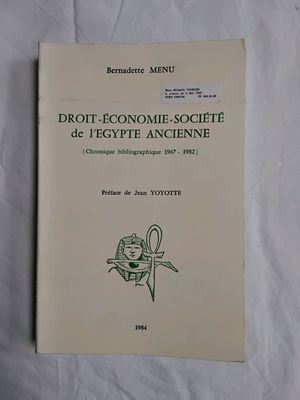 Bernadette MENU
DROIT-ÉCONOMIE-SOCIÉTÉ
de l'EGYPTE ANCIENNE
(Chronique bibliographique 1967 - 1982)
Préface de Jean YOYOTTE
1984